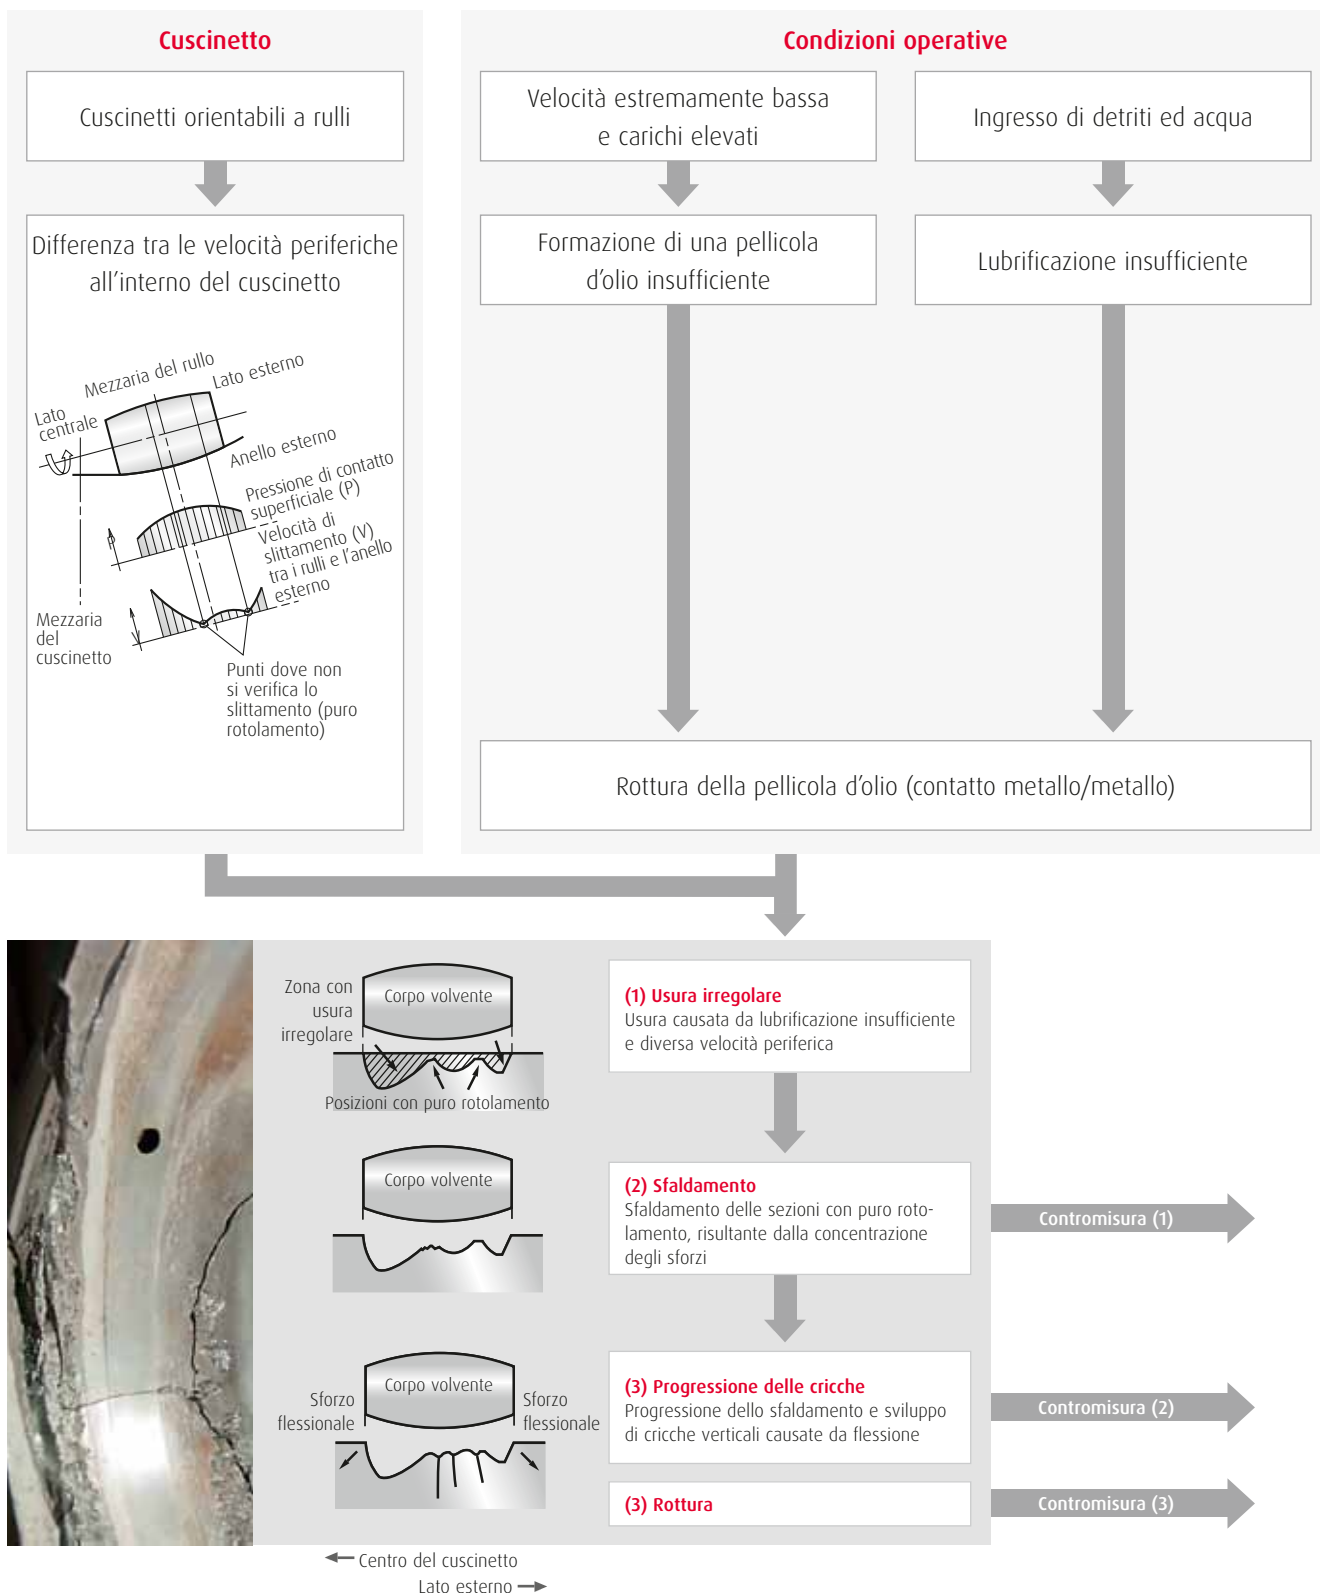 Cuscinetto
Cuscinetti orientabili a rulli
Differenza tra le velocità periferiche
all'interno del cuscinetto
Mezzaria del rullo
Lato esterno
Lato
centrale
Anello esterno
Pressione di contatto
superficiale (P)
P
Velocità di
slittamento (V)
tra i rulli e l'anello
esterno
V
Mezzaria
del
cuscinetto
Punti dove non
si verifica lo
slittamento (puro
rotolamento)
Condizioni operative
Velocità estremamente bassa
e carichi elevati
Ingresso di detriti ed acqua
Formazione di una pellicola
d'olio insufficiente
Lubrificazione insufficiente
Rottura della pellicola d'olio (contatto metallo/metallo)
Zona con
usura
irregolare
Corpo volvente
Posizioni con puro rotolamento
(1) Usura irregolare
Usura causata da lubrificazione insufficiente
e diversa velocità periferica
Corpo volvente
(2) Sfaldamento
Sfaldamento delle sezioni con puro roto-
lamento, risultante dalla concentrazione
degli sforzi
Contromisura (1)
Corpo volvente
Sforzo
flessionale
Sforzo
flessionale
(3) Progressione delle cricche
Progressione dello sfaldamento e sviluppo
di cricche verticali causate da flessione
Contromisura (2)
(3) Rottura
Contromisura (3)
Centro del cuscinetto
Lato esterno